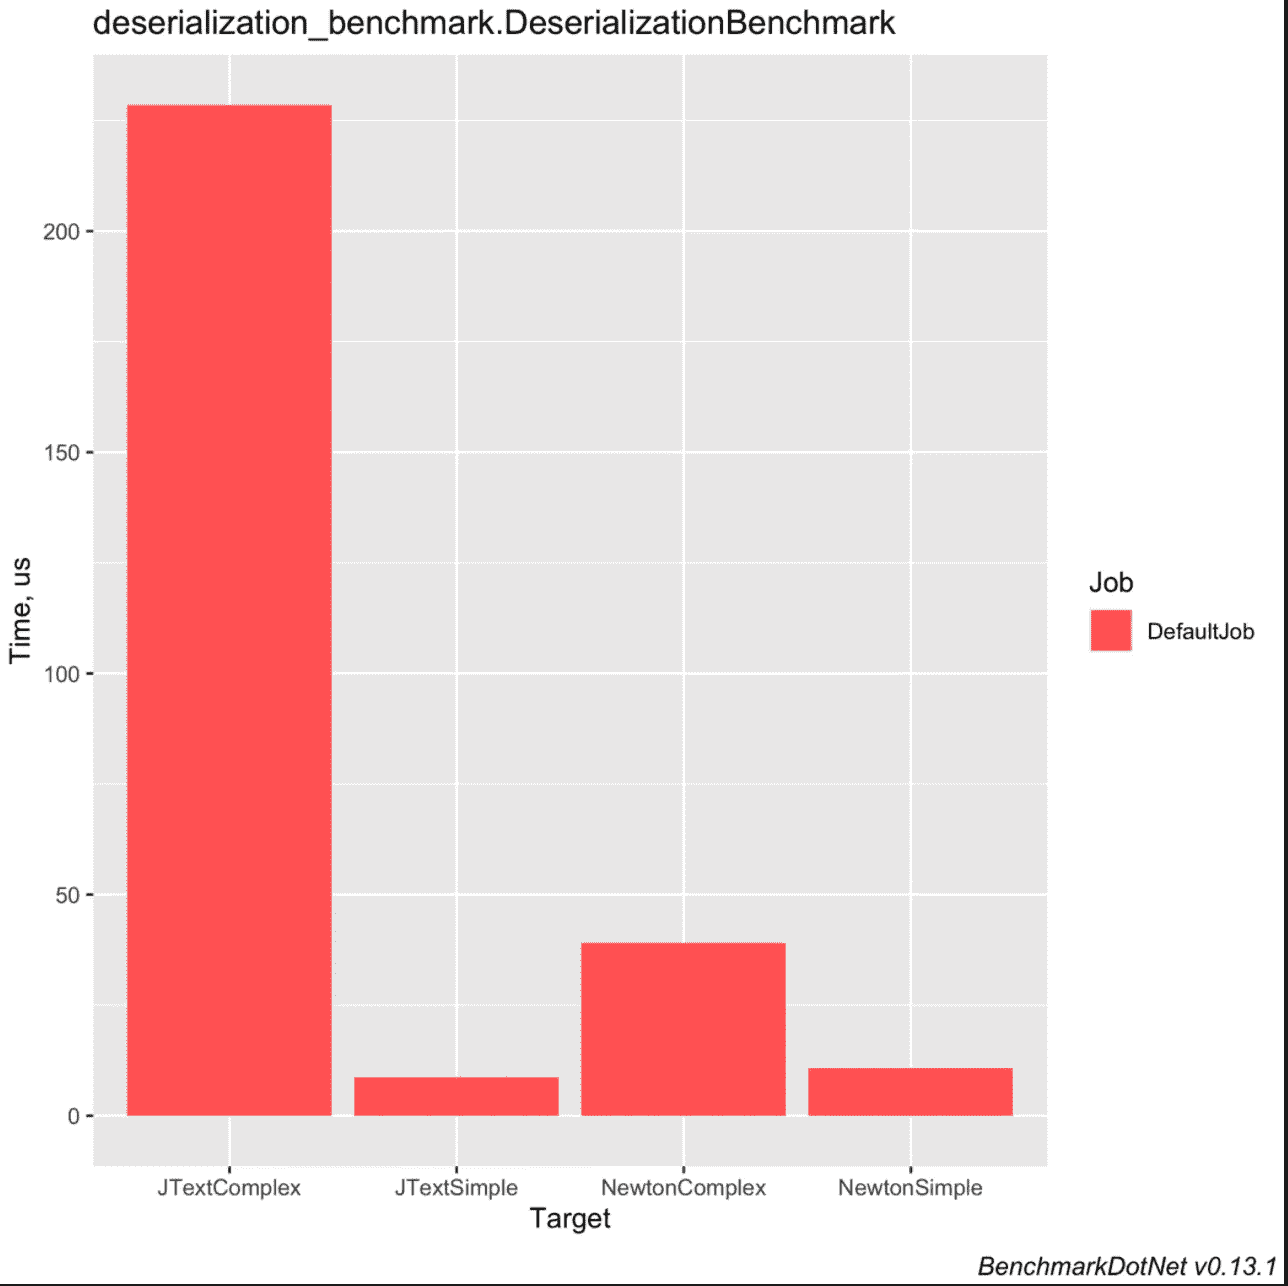 deserialization_benchmark.DeserializationBenchmark
Time, us
200
150
100
50
0
JTextComplex JTextSimple NewtonComplex NewtonSimple
Target
Job
DefaultJob
BenchmarkDotNet v0.13.1